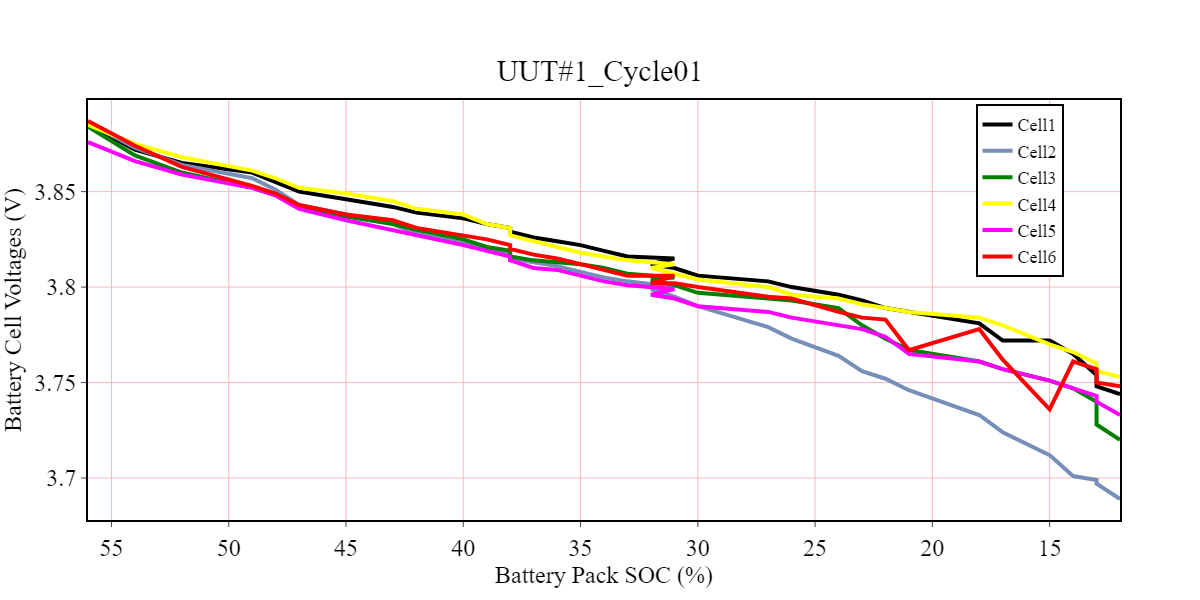 UUT#1_Cycle01
Cell1
Cell2
Cell3
Cell4
Cell5
Cell6
Battery Cell Voltages (V)
3.85
3.8
3.75
3.7
55 50 45 40 35 30 25 20 15
Battery Pack SOC (%)